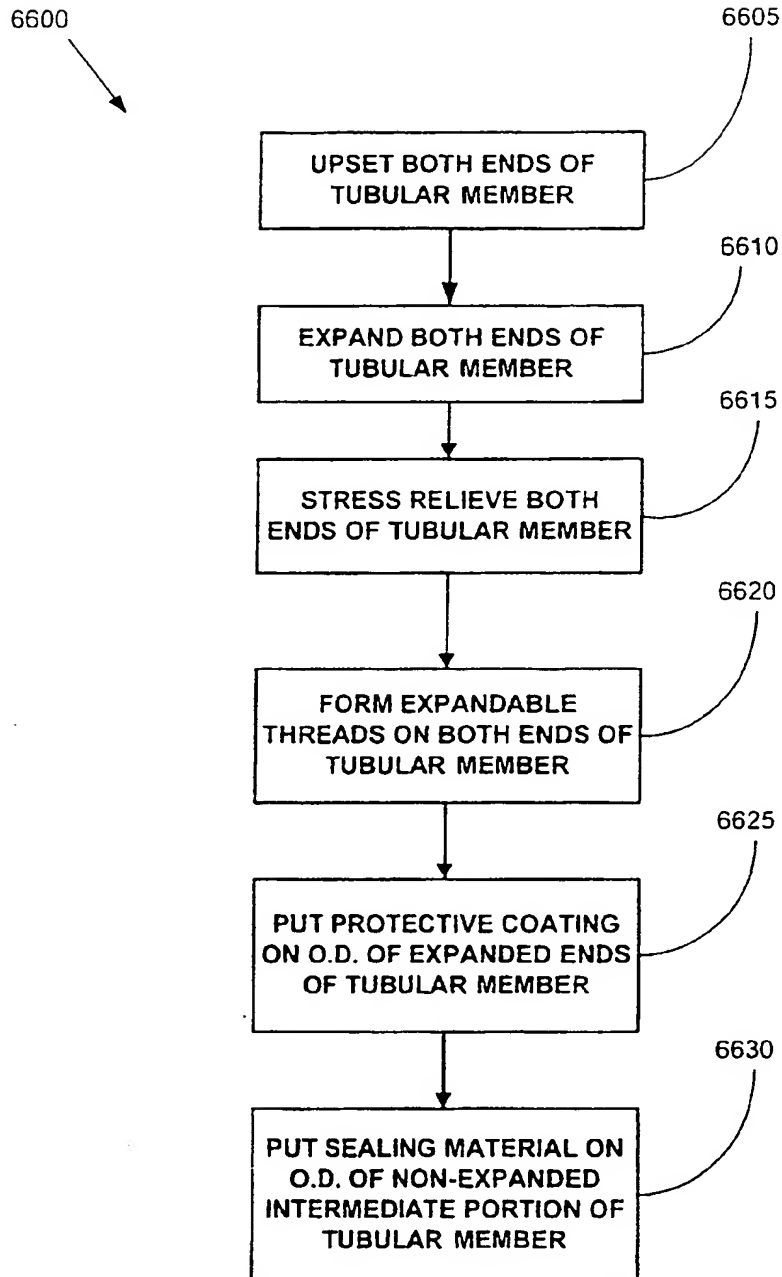 6600
6605
UPSET BOTH ENDS OF
TUBULAR MEMBER
6610
EXPAND BOTH ENDS OF
TUBULAR MEMBER
6615
STRESS RELIEVE BOTH
ENDS OF TUBULAR MEMBER
6620
FORM EXPANDABLE
THREADS ON BOTH ENDS OF
TUBULAR MEMBER
6625
PUT PROTECTIVE COATING
ON O.D. OF EXPANDED ENDS
OF TUBULAR MEMBER
6630
PUT SEALING MATERIAL ON
O.D. OF NON-EXPANDED
INTERMEDIATE PORTION OF
TUBULAR MEMBER